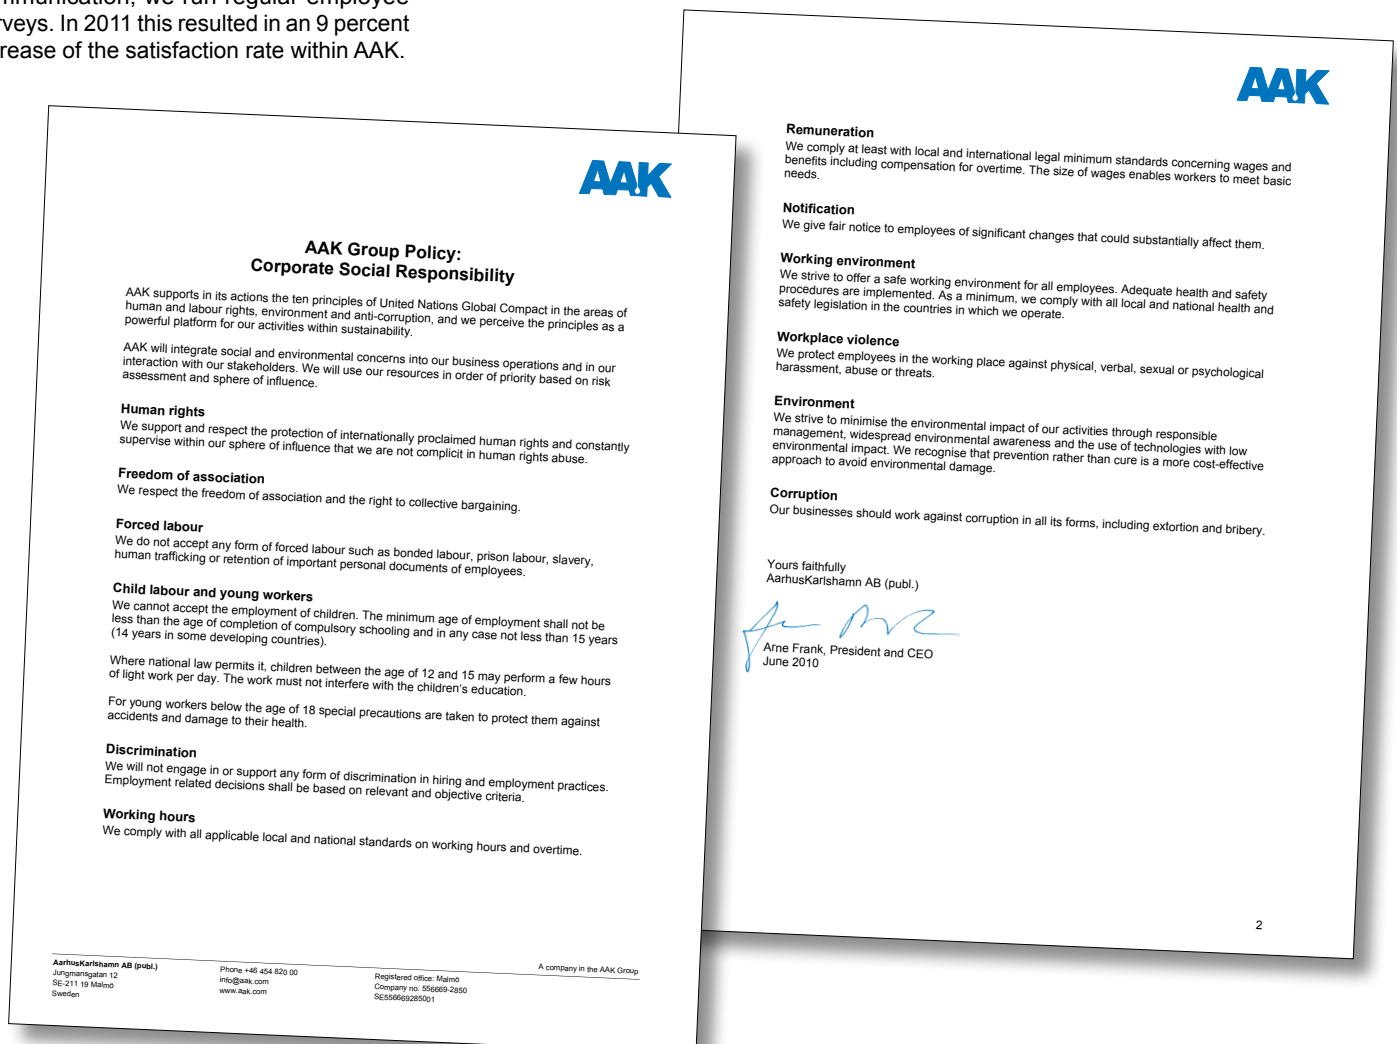 we run regular employee
In 2011 this resulted in an 9 percent
of the satisfaction rate within AAK.
AAK
AAK Group Policy:
Corporate Social Responsibility
AAK supports in its actions the ten principles of United Nations Global Compact in the areas of
human and labour rights, environment and anti-corruption, and we perceive the principles as a
powerful platform for our activities within sustainability.
AAK will integrate social and environmental concerns into our business operations and in our
interaction with our stakeholders. We will use our resources in order of priority based on risk
assessment and sphere of influence.
Human rights
We support and respect the protection of internationally proclaimed human rights and constantly
supervise within our sphere of influence that we are not complicit in human rights abuse.
Freedom of association
We respect the freedom of association and the right to collective bargaining.
Forced labour
We do not accept any form of forced labour such as bonded labour, prison labour, slavery,
human trafficking or retention of important personal documents of employees.
Child labour and young workers
We cannot accept the employment of children. The minimum age of employment shall not be
less than the age of completion of compulsory schooling and in any case not less than 15 years
(14 years in some developing countries).
Where national law permits it, children between the age of 12 and 15 may perform a few hours
of light work per day. The work must not interfere with the children's education.
For young workers below the age of 18 special precautions are taken to protect them against
accidents and damage to their health.
Discrimination
We will not engage in or support any form of discrimination in hiring and employment practices.
Employment related decisions shall be based on relevant and objective criteria.
Working hours
We comply with all applicable local and national standards on working hours and overtime.
A company in the AAK Group
AarhusKarlshamn AB (publ.)
Jungmansgatan 12
SE-211 19 Malmö
Sweden
Phone +46 454 820 00
info@aak.com
www.aak.com
Registered office: Malmö
Company no. 556669-2850
SE556669285001
AAK
Remuneration
We comply at least with local and international legal minimum standards concerning wages and
benefits including compensation for overtime. The size of wages enables workers to meet basic
needs.
Notification
We give fair notice to employees of significant changes that could substantially affect them.
Working environment
We strive to offer a safe working environment for all employees. Adequate health and safety
procedures are implemented. As a minimum, we comply with all local and national health and
safety legislation in the countries in which we operate.
Workplace violence
We protect employees in the working place against physical, verbal, sexual or psychological
harassment, abuse or threats.
Environment
We strive to minimise the environmental impact of our activities through responsible
management, widespread environmental awareness and the use of technologies with low
environmental impact. We recognise that prevention rather than cure is a more cost-effective
approach to avoid environmental damage.
Corruption
Our businesses should work against corruption in all its forms, including extortion and bribery.
Yours faithfully
AarhusKarlshamn AB (publ.)
Arne Frank, President and CEO
June 2010
2